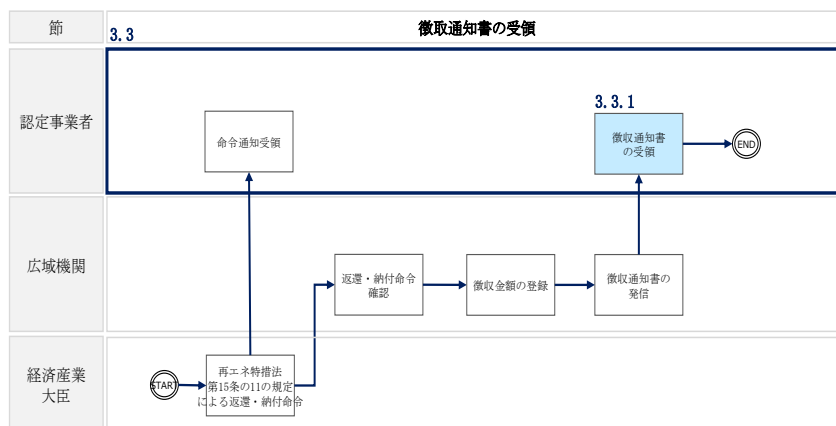 節
3.3
徴取通知書の受領
認定事業者
命令通知受領
3.3.1
徴収通知書
の受領
END
広域機関
返還・納付命令
確認
徴収金額の登録
徴収通知書の
発信
経済産業
大臣
START
再エネ特措法
第15条の11の規定
による返還・納付命令